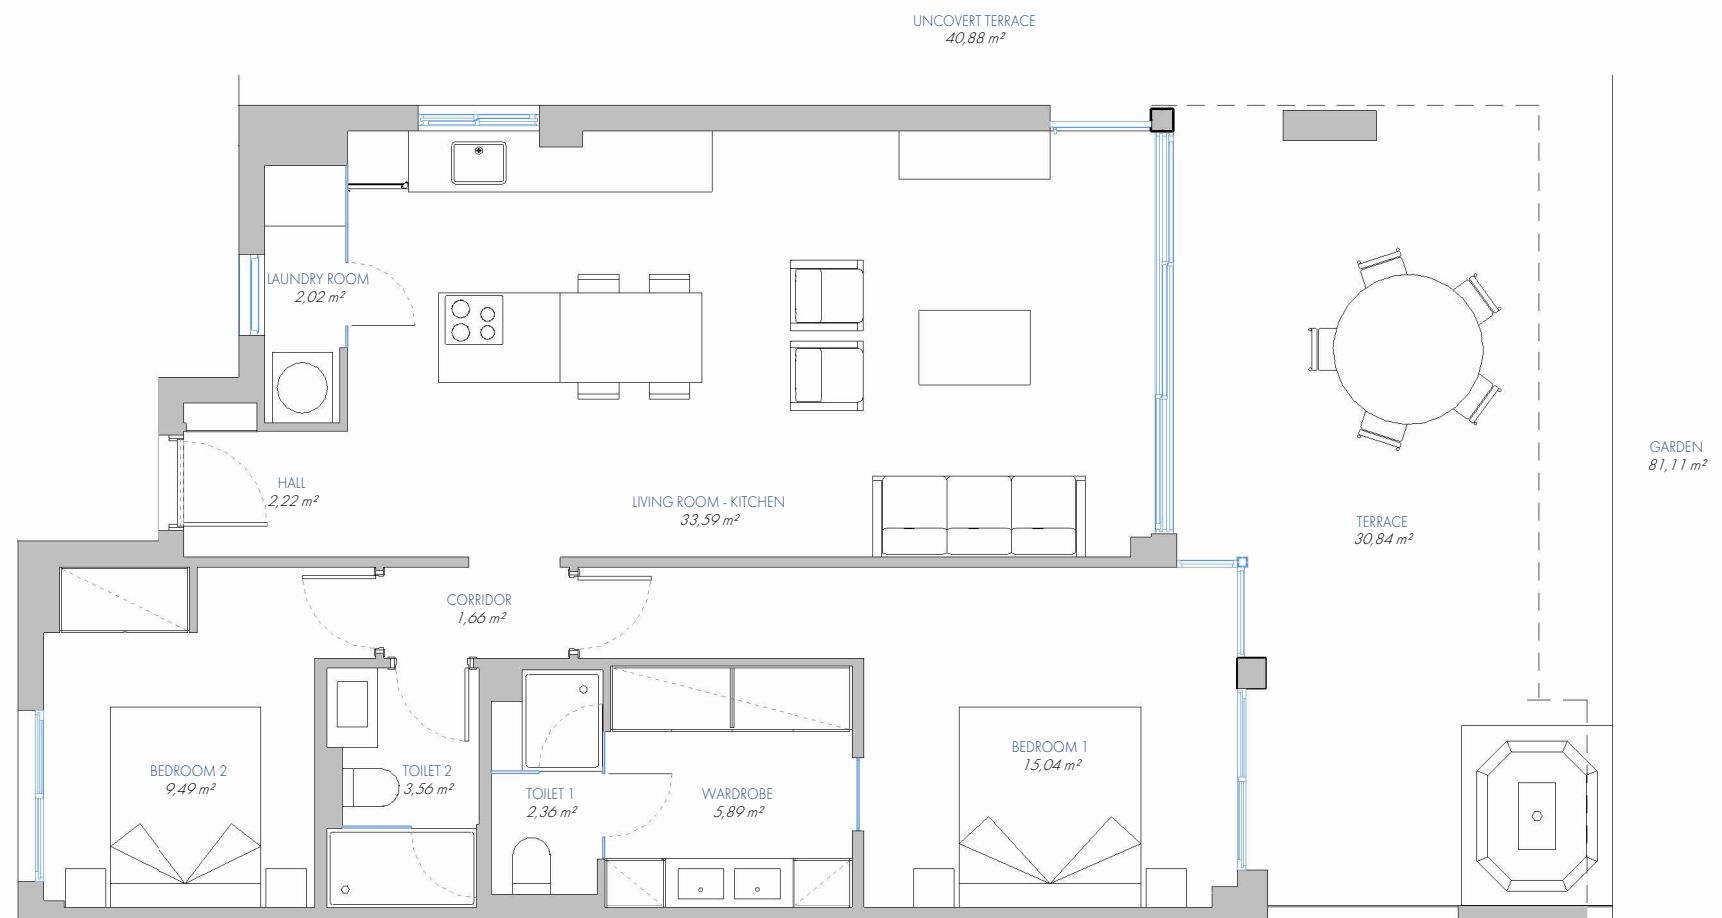 UNCOVERT TERRACE
40,88 m²
LAUNDRY ROOM
2,02 m²
HALL
2,22 m²
LIVING ROOM - KITCHEN
33,59 m²
GARDEN
81,11 m²
TERRACE
30,84 m²
CORRIDOR
1,66 m²
BEDROOM 2
9,49 m²
TOILET 2
3,56 m²
TOILET 1
2,36 m²
WARDROBE
5,89 m²
BEDROOM 1
15,04 m²